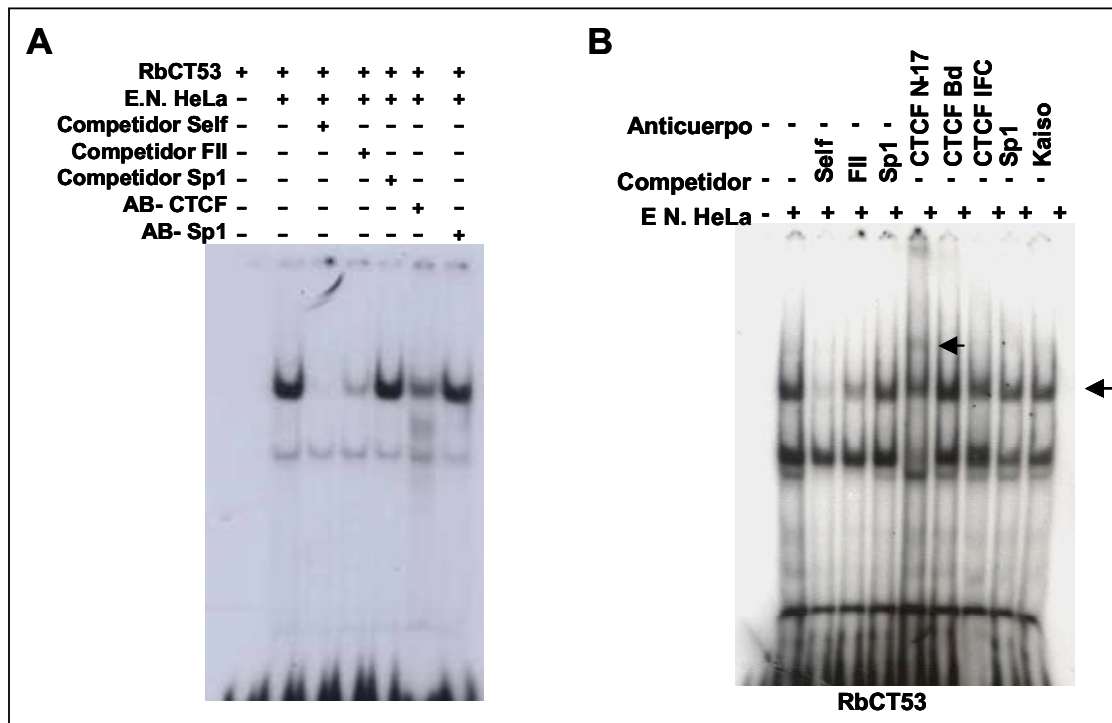 A
RbCT53 + + + + + + +
E.N. HeLa - + + + + + +
Competidor Self - - + - - - -
Competidor FII - - - + - - -
Competidor Sp1 - - - - + - -
AB- CTCF - - - - - + -
AB- Sp1 - - - - - - +
B
Anticuerpo - - - - - CTCF N-17 CTCF Bd CTCF IFC Sp1 Kaiso
Competidor - - Self FII Sp1 - - - - -
E N. HeLa - + + + + + + + + +
RbCT53